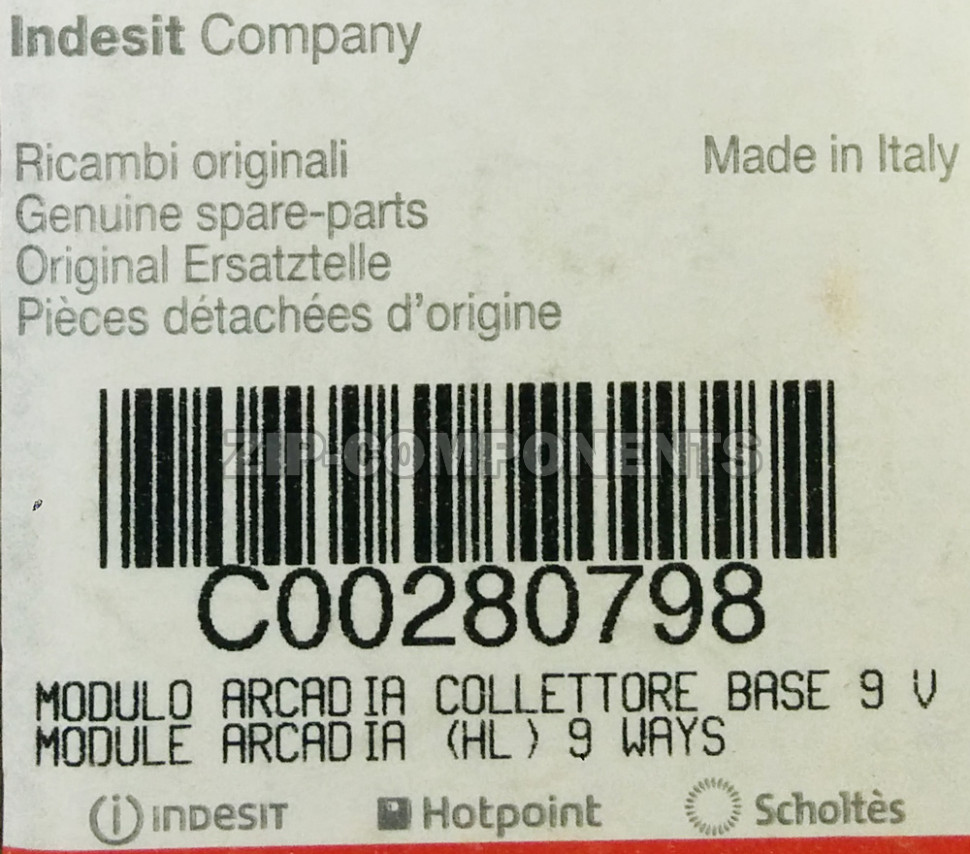 Indesit Company
Ricambi originali
Made in Italy
Genuine spare-parts
Original Ersatztelle
Pièces détachées d'origine
ZIP-COMPONENTS
C00280798
MODULO ARCADIA COLLETTORE BASE 9 V
MODULE ARCADIA (HL) 9 WAYS
i INDESIT
Hotpoint
Scholtès